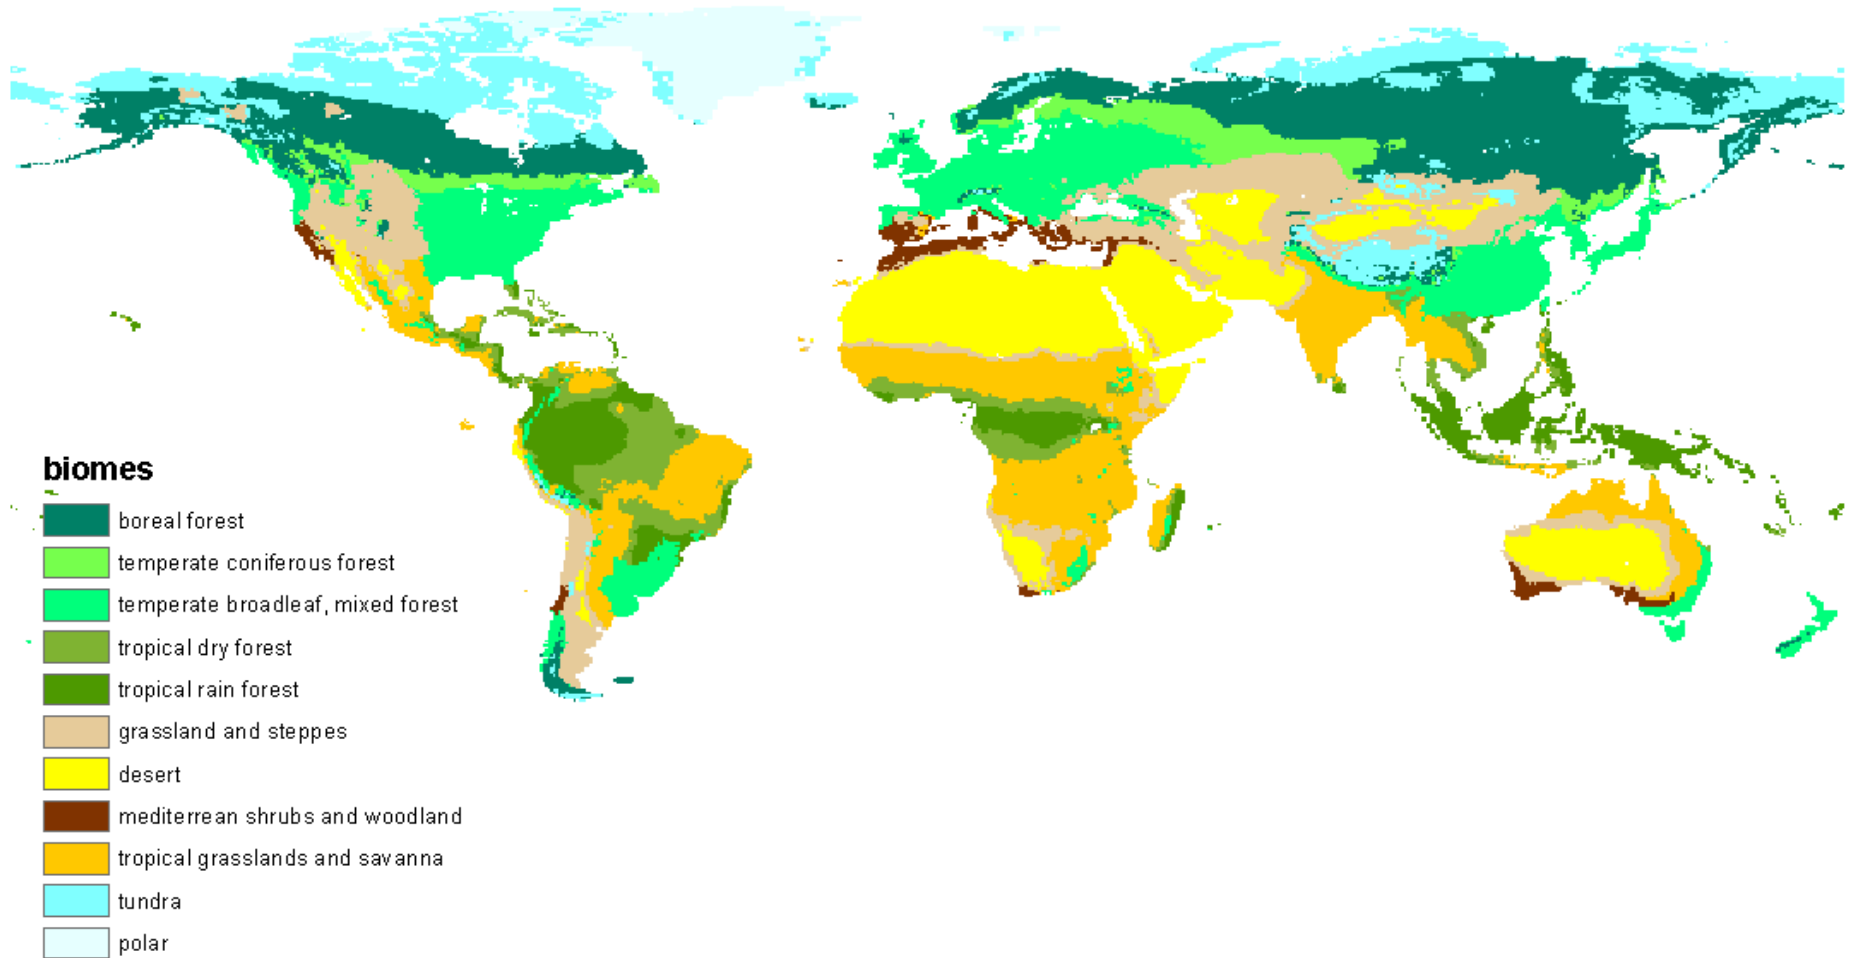 biomes
boreal forest
temperate coniferous forest
temperate broadleaf, mixed forest
tropical dry forest
tropical rain forest
grassland and steppes
desert
mediterrean shrubs and woodland
tropical grasslands and savanna
tundra
polar